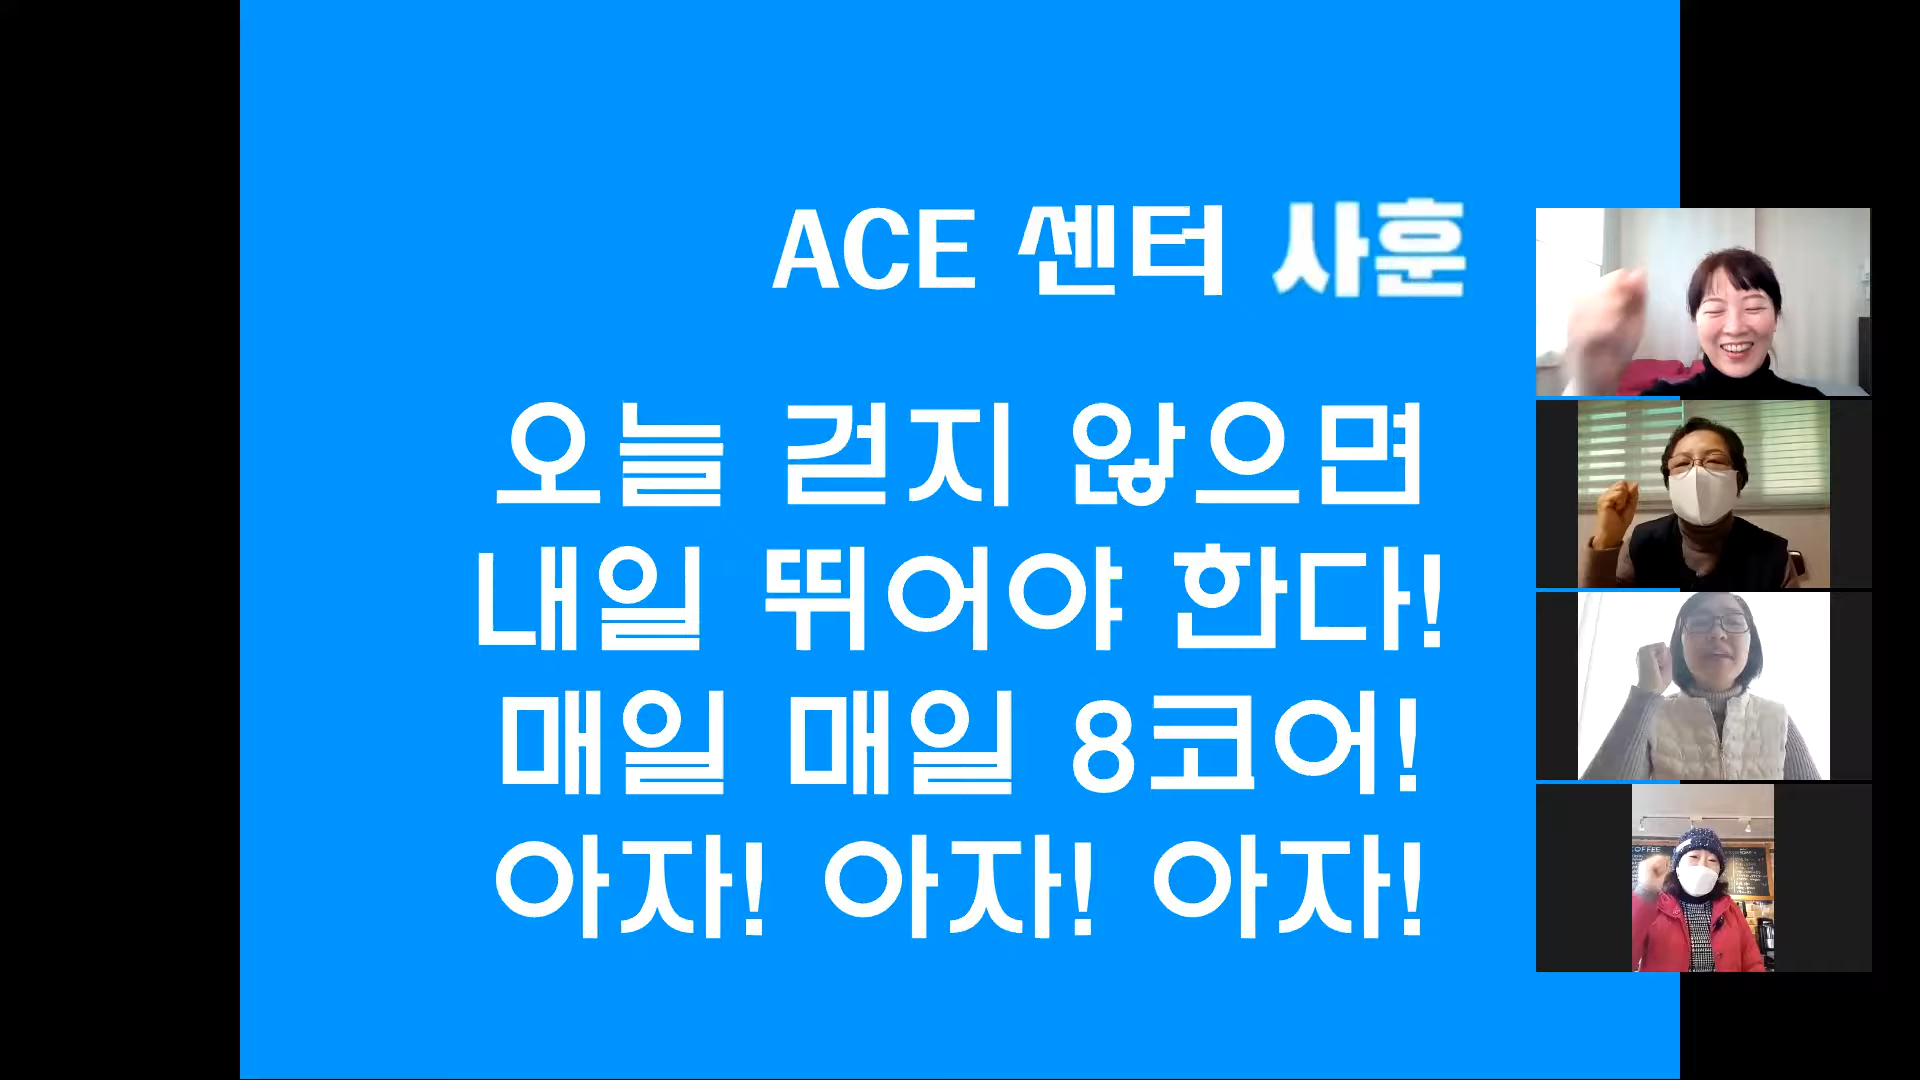 ACE 센터 사훈
오늘 걷지 않으면
내일 뛰어야 한다!
매일 매일 8코어!
아자! 아자! 아자!
COFFEE